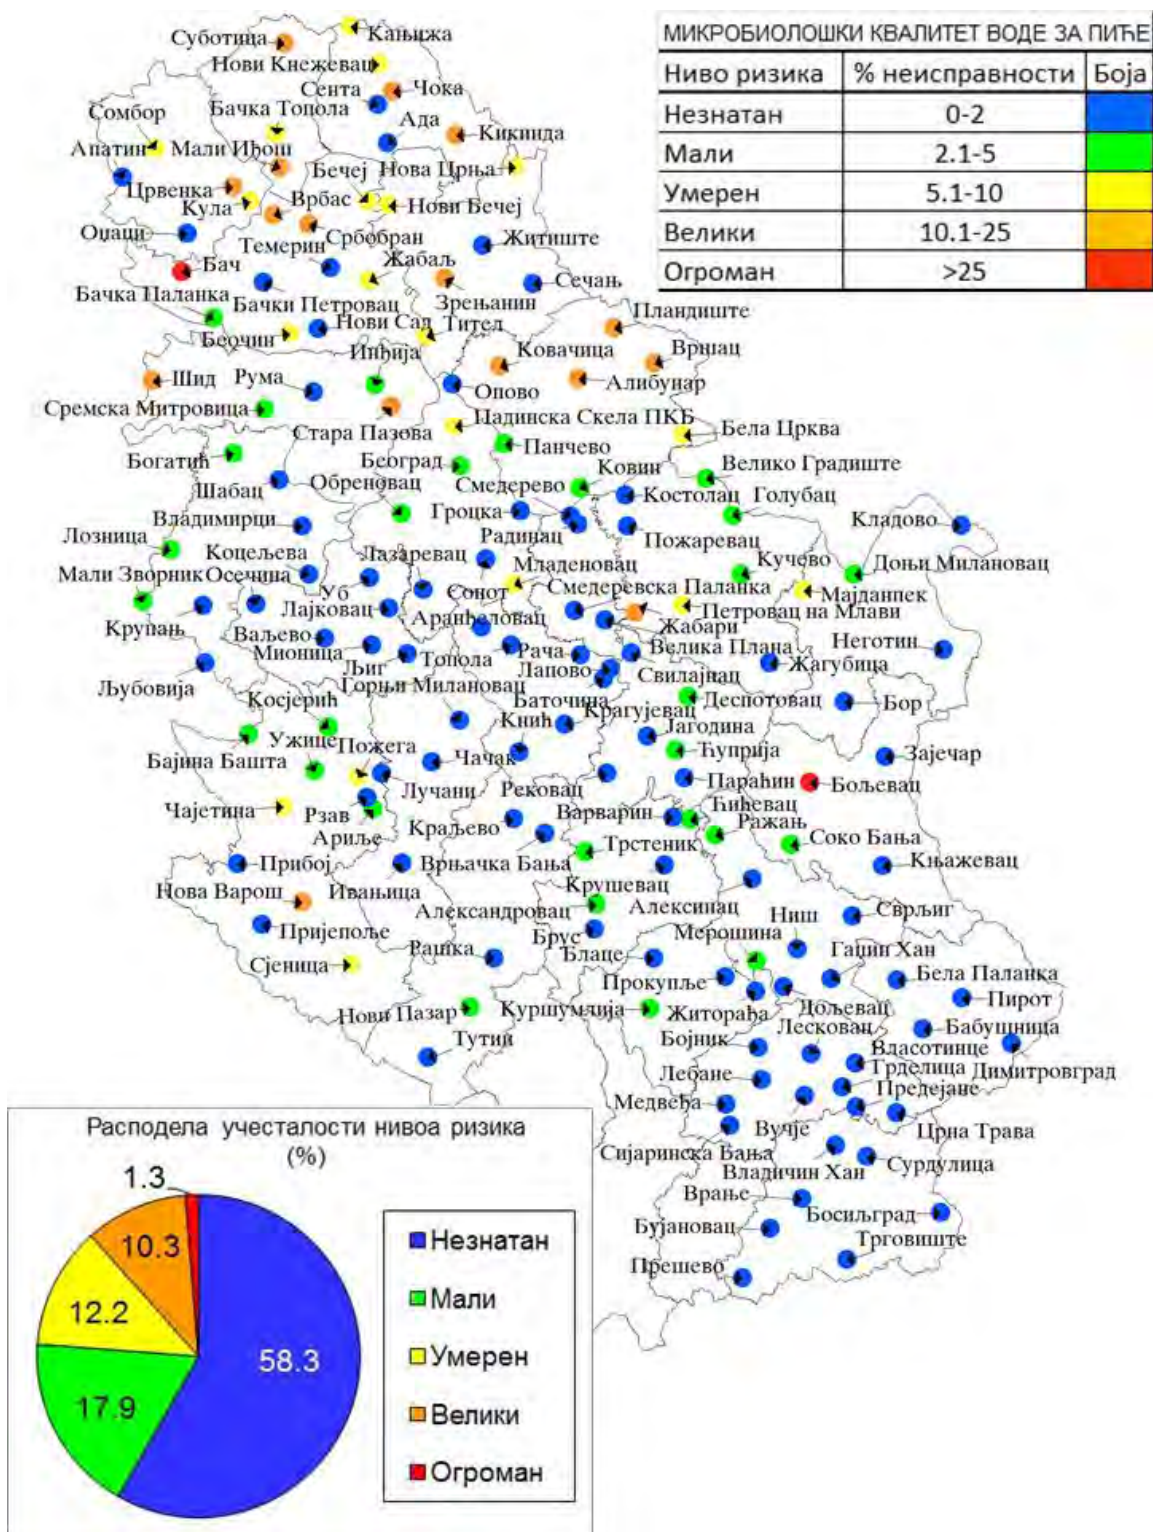 МИКРОБИОЛОШКИ КВАЛИТЕТ ВОДЕ ЗА ПИЋЕ
Ниво ризика % неисправности Боја
Незнатан 0-2
Мали 2.1-5
Умерен 5.1-10
Велики 10.1-25
Огроман >25
Кањижа
Суботица
Нови Кнежевац
Сента
Чока
Бачка Топола
Сомбор
Ада
Кикинда
Апатин
Мали Иђош
Бечеј
Нова Црња
Црвенка
Врбас
Кула
Нови Бечеј
Оџаци
Србобран
Темерин
Житиште
Бач
Жабаљ
Сечањ
Бачка Паланка
Бачки Петровац
Зрењанин
Нови Сад
Тител
Пландиште
Беочин
Инђија
Ковачица
Вршац
Шид
Рума
Опово
Алибунар
Сремска Митровица
Падинска Скела ПКБ
Стара Пазова
Бела Црква
Панчево
Богатић
Београд
Ковин
Велико Градиште
Обреновац
Смедерево
Шабац
Костолац
Голубац
Гроцка
Владимирци
Кладово
Лозница
Радинац
Пожаревац
Коцељева
Лазаревац
Кучево
Доњи Милановац
Мали Зворник
Осечина
Младеновац
Смедеревска Паланка
Уб
Сопот
Мајданпек
Лајковац
Петровац на Млави
Аранђеловац
Крупањ
Жабари
Ваљево
Неготин
Мионица
Рача
Велика Плана
Љиг
Топола
Лапово
Жагубица
Љубовија
Свилајнац
Горњи Милановац
Косјерић
Баточина
Деспотовац
Бор
Кнић
Крагујевац
Јагодина
Ужице
Пожега
Ћуприја
Зајечар
Бајина Башта
Чачак
Лучани
Рековац
Параћин
Бољевац
Чајетина
Рзав
Варварин
Ћићевац
Ражањ
Ариље
Краљево
Соко Бања
Трстеник
Прибој
Врњачка Бања
Књажевац
Нова Варош
Ивањица
Крушевац
Александровац
Алексинац
Сврљиг
Ниш
Пријепоље
Брус
Мерошина
Гаџин Хан
Рашка
Блаце
Сјеница
Прокупље
Бела Паланка
Пирот
Нови Пазар
Куршумлија
Житорађа
Дољевац
Тутин
Бојник
Лесковац
Бабушница
Власотинце
Грделица
Димитровград
Лебане
Предејане
Медвеђа
Вучје
Црна Трава
Сијаринска Бања
Владичин Хан
Сурдулица
Врање
Босилград
Бујановац
Трговиште
Прешево
Расподела учесталости нивоа ризика
(%)
1.3
10.3
12.2
17.9
58.3
Незнатан
Мали
Умерен
Велики
Огроман